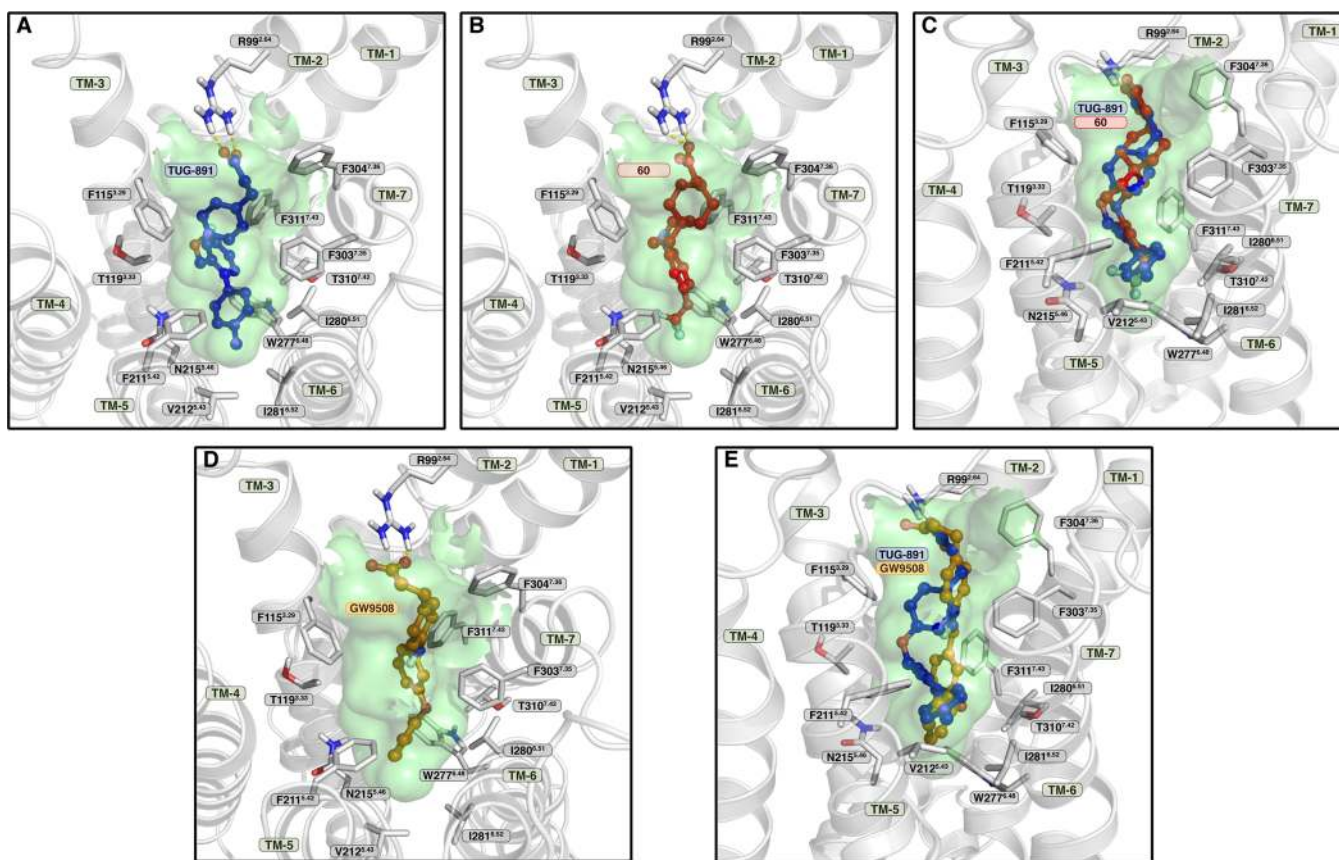 A
R99^2.64
TM-2
TM-1
TM-3
TUG-891
F304^7.36
F115^3.29
TM-7
F311^7.43
F303^7.35
T119^3.33
T310^7.42
TM-4
I280^6.51
W277^6.48
N215^5.46
F211^5.42
TM-6
TM-5
V212^5.43
I281^6.52
B
R99^2.64
TM-2
TM-1
TM-3
60
F304^7.36
F115^3.29
TM-7
F311^7.43
F303^7.35
T119^3.33
T310^7.42
TM-4
I280^6.51
W277^6.48
N215^5.46
F211^5.42
TM-6
TM-5
V212^5.43
I281^6.52
C
R99^2.64
TM-2
TM-1
TM-3
F304^7.36
TUG-891
60
F115^3.29
F303^7.35
TM-4
T119^3.33
TM-7
F311^7.43
I280^6.51
F211^5.42
T310^7.42
I281^6.52
N215^5.46
V212^5.43
TM-6
W277^6.48
TM-5
D
R99^2.64
TM-2
TM-1
TM-3
F304^7.36
GW9508
F115^3.29
F311^7.43
TM-7
F303^7.35
T119^3.33
T310^7.42
TM-4
I280^6.51
W277^6.48
TM-6
N215^5.46
F211^5.42
I281^6.52
TM-5
V212^5.43
E
TM-2
R99^2.64
TM-1
TM-3
F304^7.36
TUG-891
GW9508
F115^3.29
F303^7.35
T119^3.33
TM-4
TM-7
F311^7.43
I280^6.51
F211^5.42
T310^7.42
N215^5.46
I281^6.52
V212^5.43
TM-6
W277^6.48
TM-5